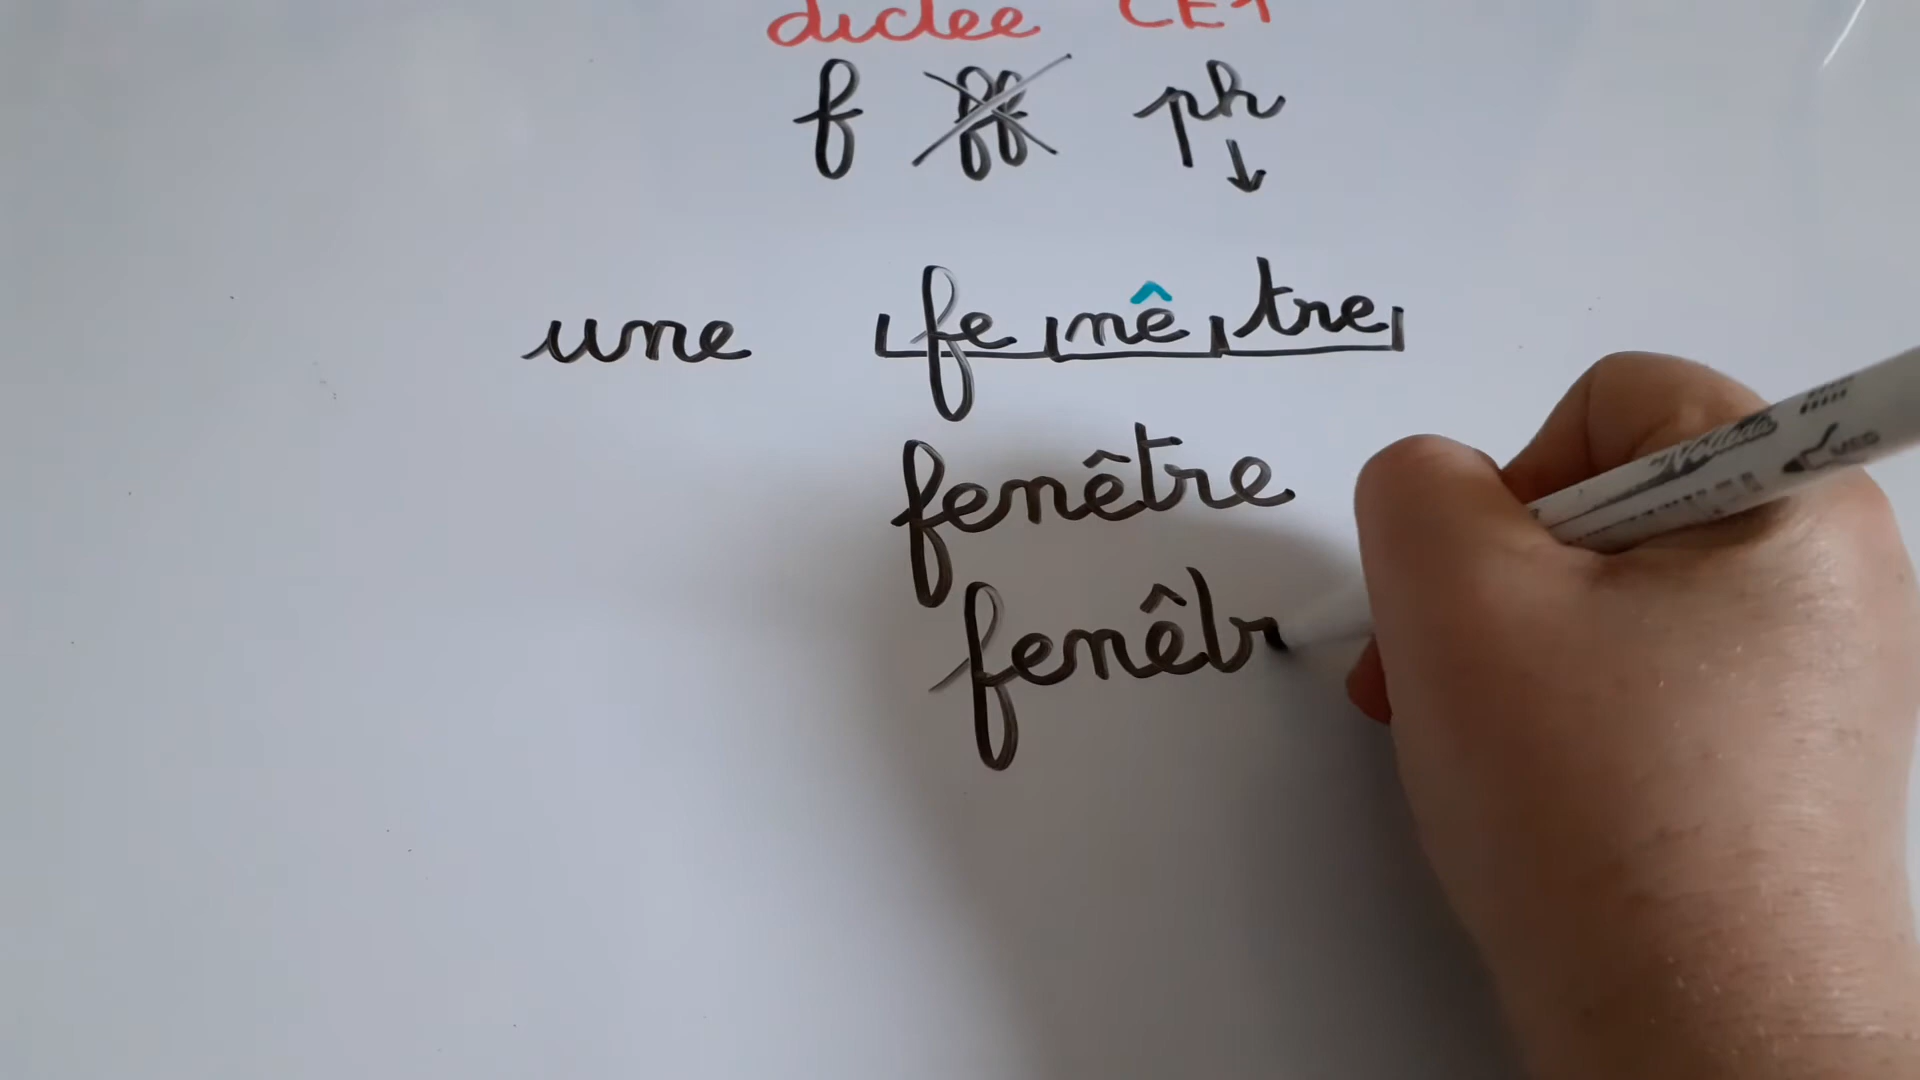 dictée CE1
f ff ph
↓
une fe nê tre
fenêtre
fenêtr